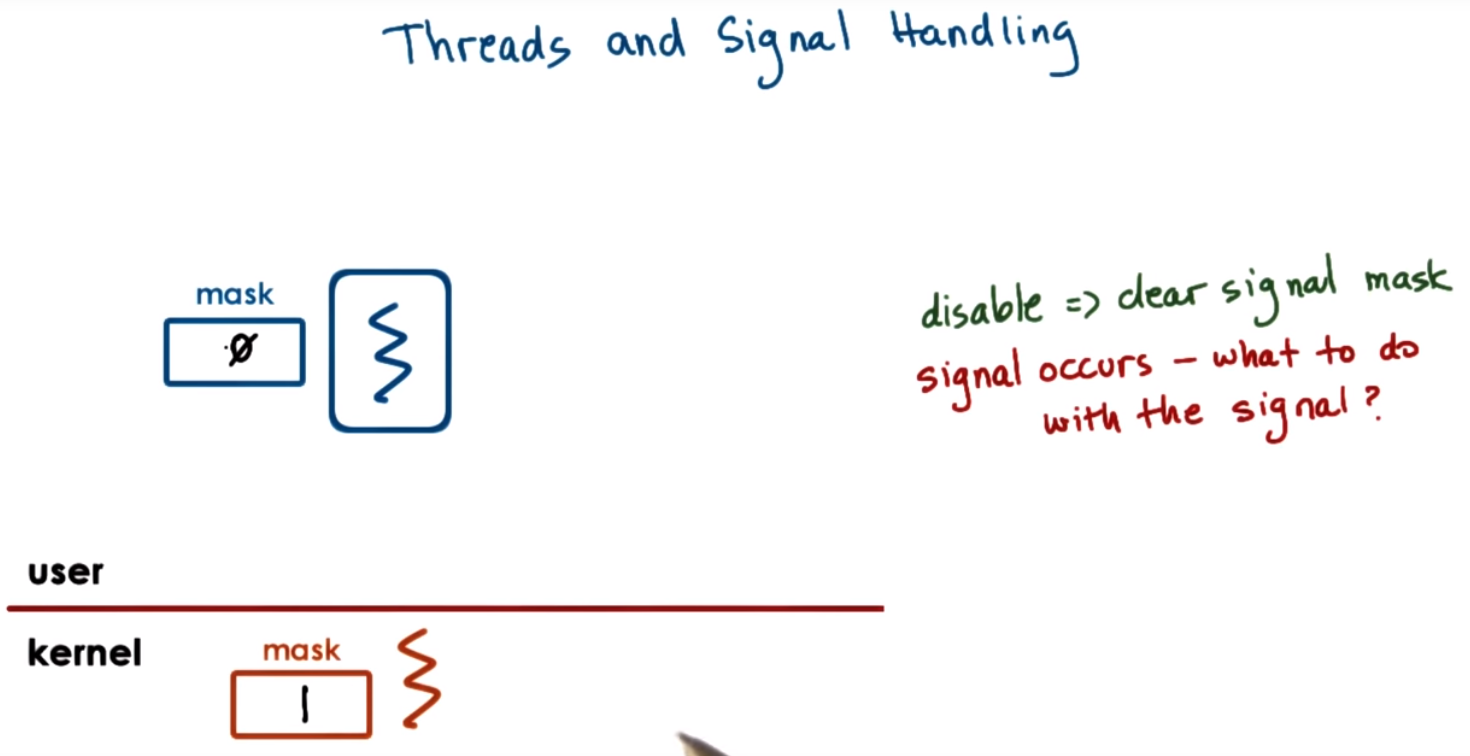 Threads and Signal Handling
mask
0
disable => clear signal mask
signal occurs - what to do
with the signal?
user
kernel
mask
1